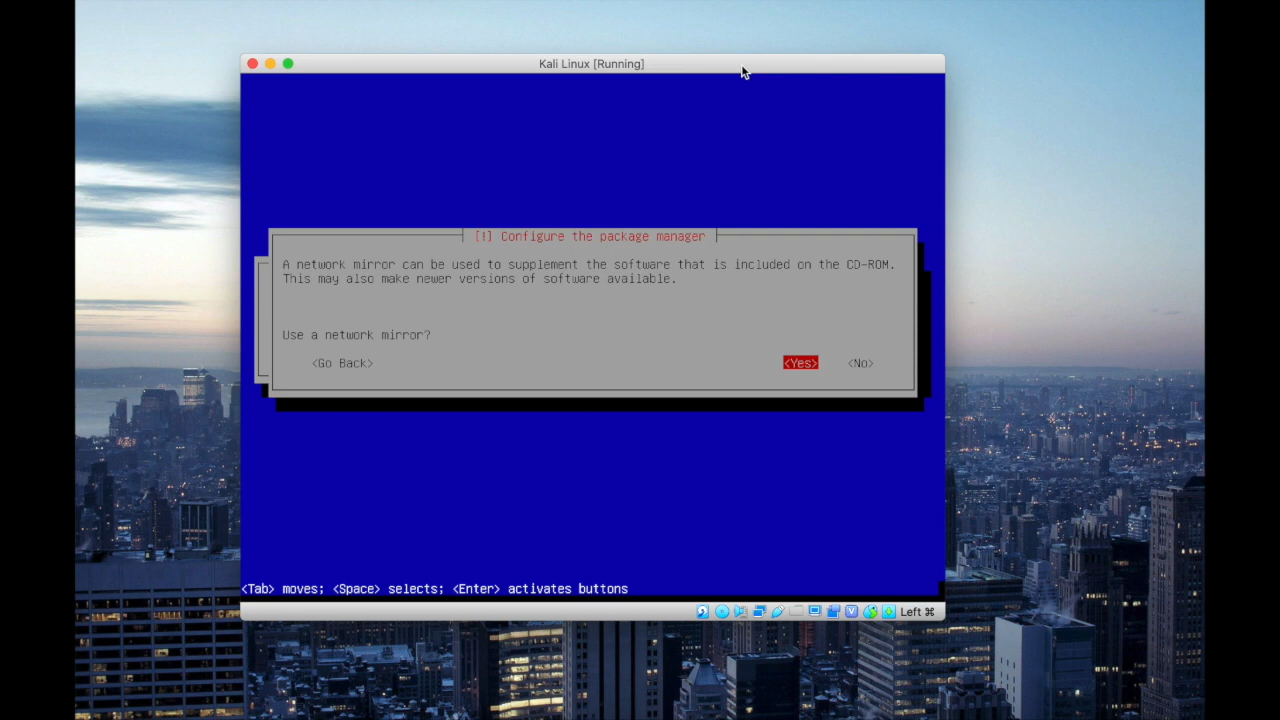 Kali Linux [Running]
[!] Configure the package manager
A network mirror can be used to supplement the software that is included on the CD-ROM.
This may also make newer versions of software available.
Use a network mirror?
<Go Back> <Yes> <No>
<Tab> moves; <Space> selects; <Enter> activates buttons
Left ⌘